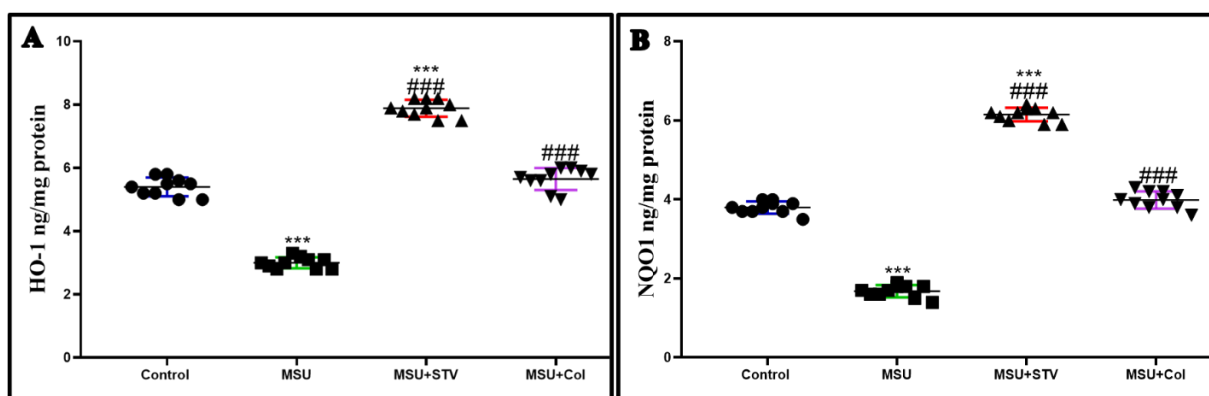 A
HO-1 ng/mg protein
10
8
6
4
2
0
***
***
###
###
Control
MSU
MSU+STV
MSU+Col
B
NQO1 ng/mg protein
8
6
4
2
0
***
***
###
###
Control
MSU
MSU+STV
MSU+Col